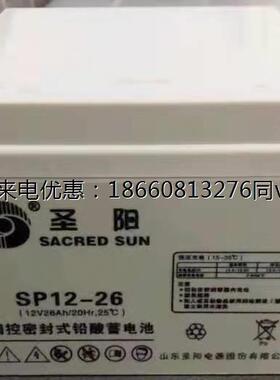 来电优惠：18660813276同v
圣阳
SACRED SUN
SP12-26
(12V26Ah/20Hr,25℃)
阀控密封式铅酸蓄电池
山东圣阳电源股份有限公司